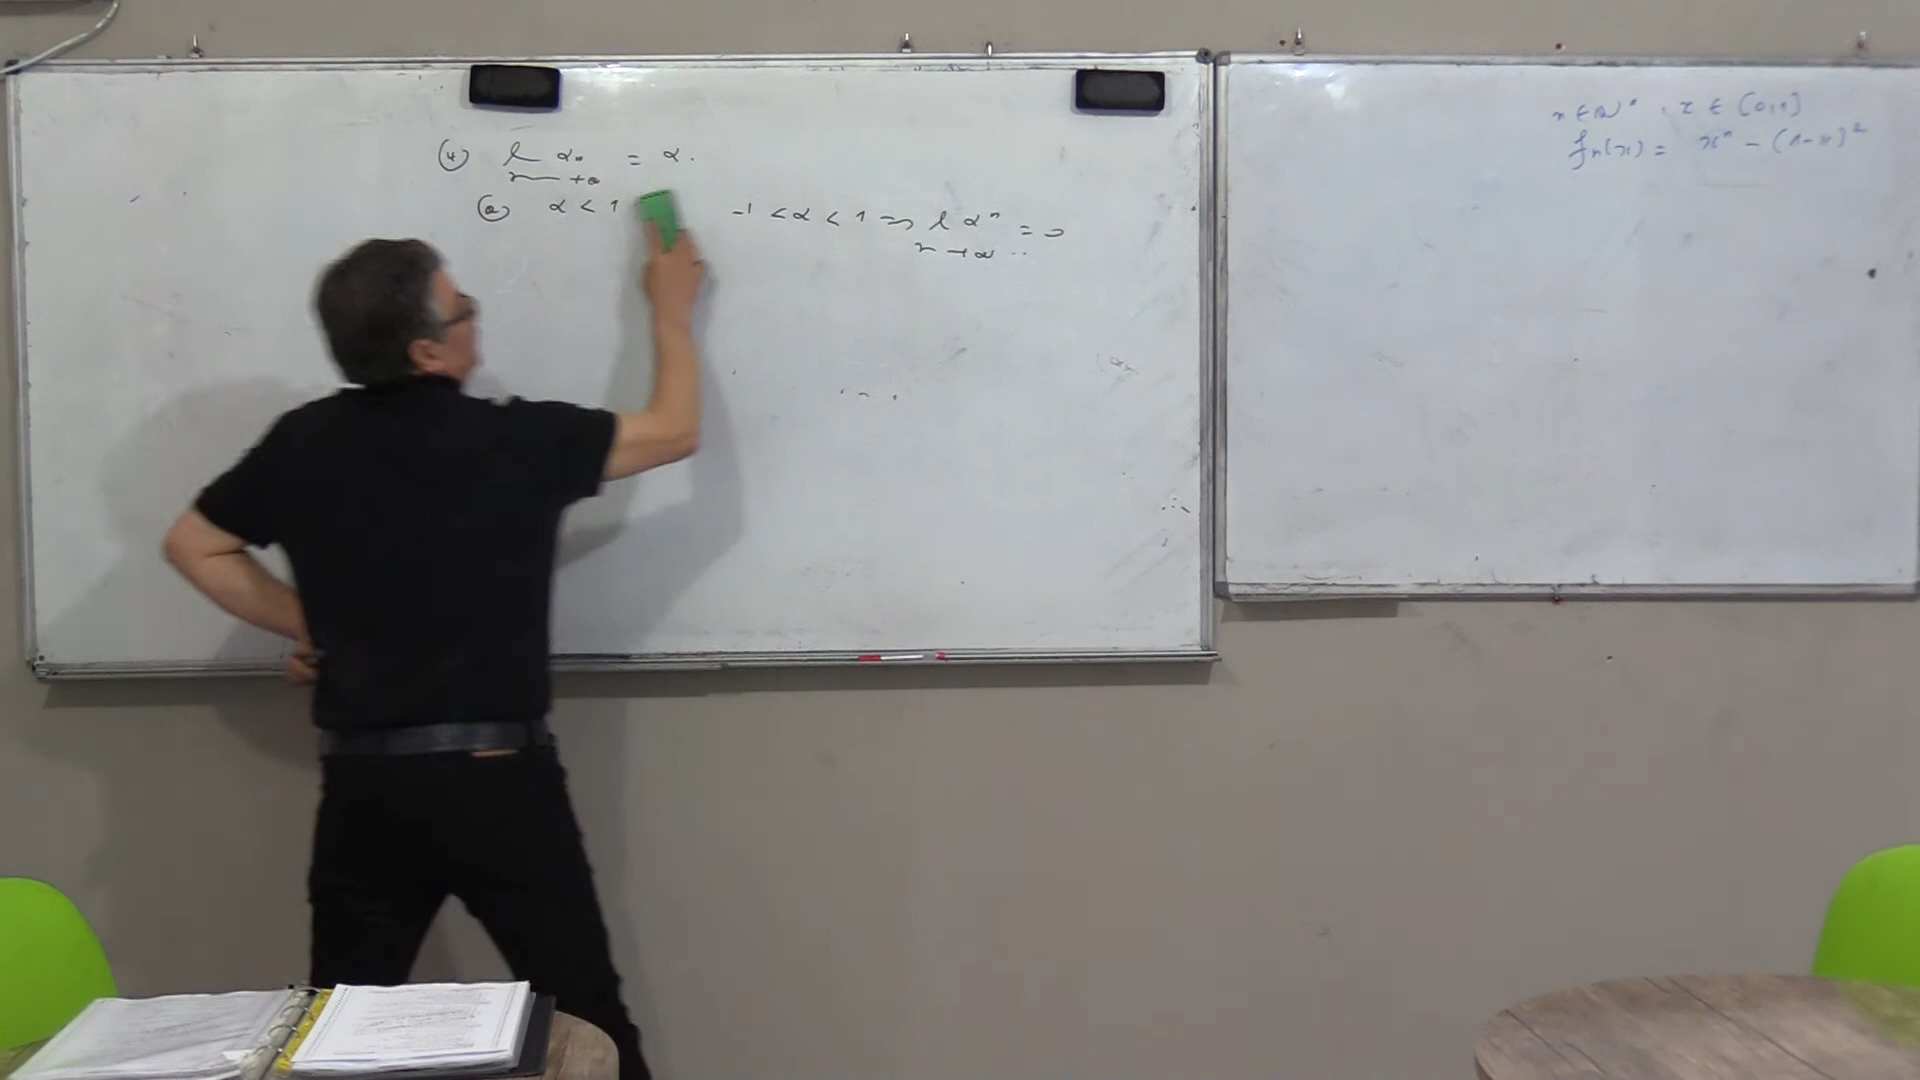 ④ lim αₙ = α.
n → +∞
ⓐ α < 1 -1 < α < 1 => lim αⁿ = 0
n → +∞
n ∈ ℕ* , x ∈ [0,1]
fₙ(x) = xⁿ - (1-x)²